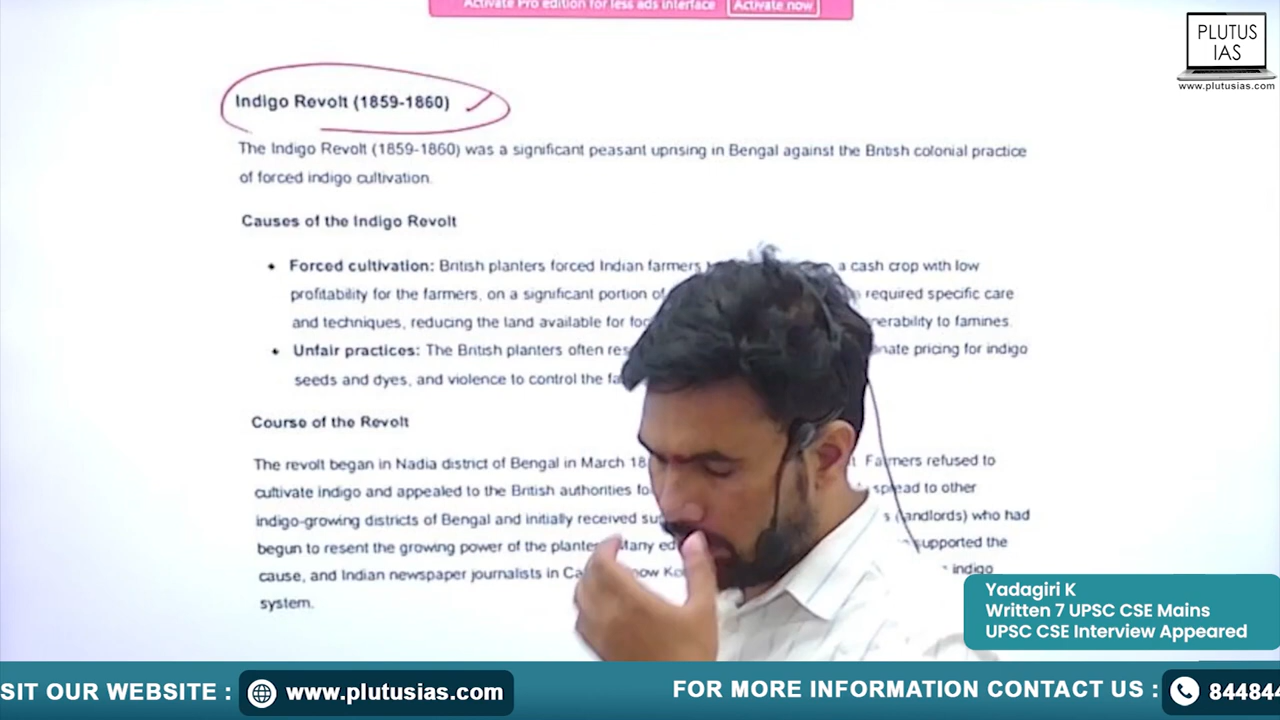 Activate Pro edition for less ads interface Activate now
PLUTUS
IAS
www.plutusias.com
Indigo Revolt (1859-1860)
The Indigo Revolt (1859-1860) was a significant peasant uprising in Bengal against the British colonial practice
of forced indigo cultivation.
Causes of the Indigo Revolt
• Forced cultivation: British planters forced Indian farmers a cash crop with low
profitability for the farmers, on a significant portion of required specific care
and techniques, reducing the land available for to famines.
• Unfair practices: The British planters often pricing for indigo
seeds and dyes, and violence to control the
Course of the Revolt
The revolt began in Nadia district of Bengal in March Farmers refused to
cultivate indigo and appealed to the British authorities spread to other
indigo-growing districts of Bengal and initially received (landlords) who had
begun to resent the growing power of the Many supported the
cause, and Indian newspaper journalists in indigo
system.
Yadagiri K
Written 7 UPSC CSE Mains
UPSC CSE Interview Appeared
SIT OUR WEBSITE : www.plutusias.com FOR MORE INFORMATION CONTACT US : 84484